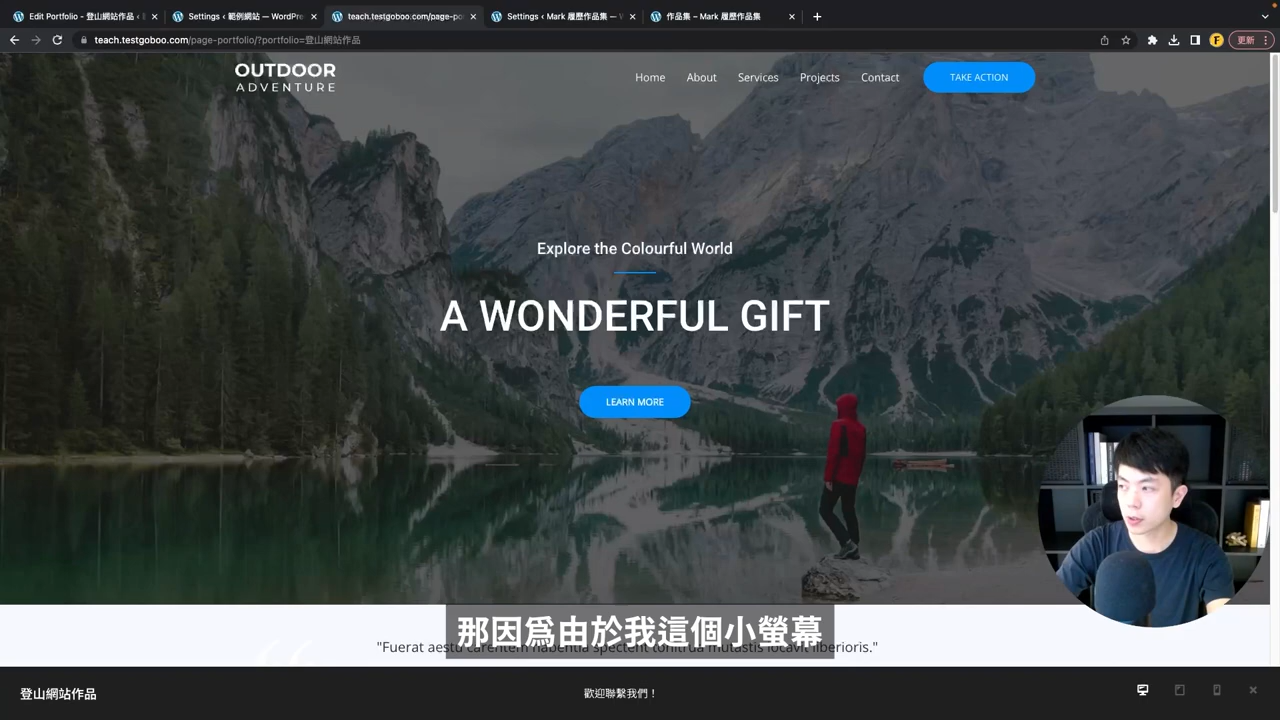 Edit Portfolio - 登山網站作品 ‹
Settings ‹ 範例網站 — WordPre
teach.testgoboo.com/page-po
Settings ‹ Mark 履歷作品集 —
作品集 – Mark 履歷作品集
teach.testgoboo.com/page-portfolio/?portfolio=登山網站作品
更新
OUTDOOR
ADVENTURE
Home
About
Services
Projects
Contact
TAKE ACTION
Explore the Colourful World
A WONDERFUL GIFT
LEARN MORE
那因爲由於我這個小螢幕
"Fuerat aestu carentem habentia spectent tonitrua mutastis locavit liberioris."
登山網站作品
歡迎聯繫我們！